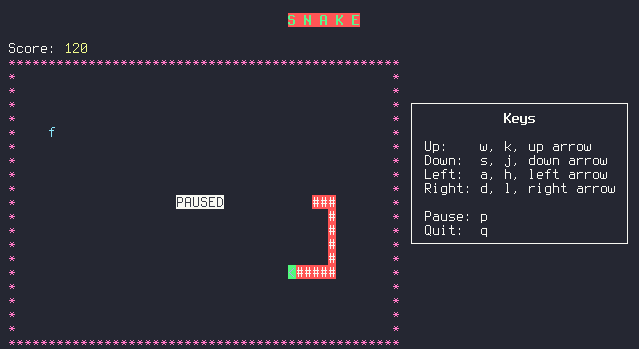 S N A K E
Score: 120
*************************************************
f
PAUSED
###
#
#
#
#
#####
*************************************************
Keys
Up: w, k, up arrow
Down: s, j, down arrow
Left: a, h, left arrow
Right: d, l, right arrow
Pause: p
Quit: q